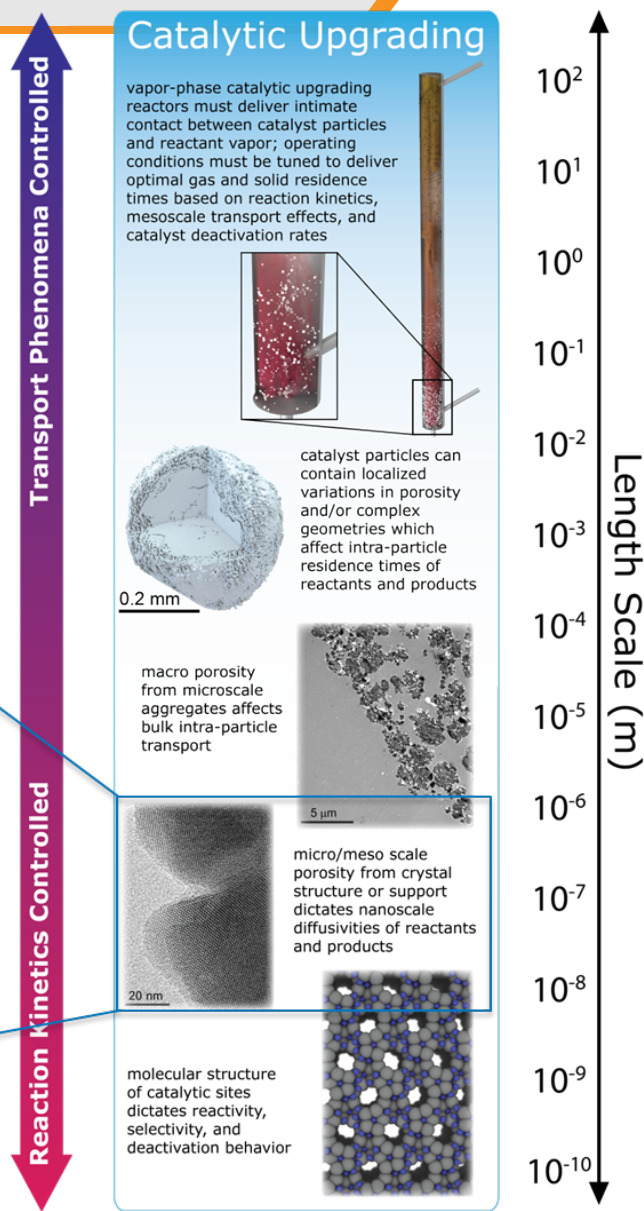 Catalytic Upgrading
Transport Phenomena Controlled
Reaction Kinetics Controlled
vapor-phase catalytic upgrading
reactors must deliver intimate
contact between catalyst particles
and reactant vapor; operating
conditions must be tuned to deliver
optimal gas and solid residence
times based on reaction kinetics,
mesoscale transport effects, and
catalyst deactivation rates
catalyst particles can
contain localized
variations in porosity
and/or complex
geometries which
affect intra-particle
residence times of
reactants and products
0.2 mm
macro porosity
from microscale
aggregates affects
bulk intra-particle
transport
5 μm
micro/meso scale
porosity from crystal
structure or support
dictates nanoscale
diffusivities of reactants
and products
20 nm
molecular structure
of catalytic sites
dictates reactivity,
selectivity, and
deactivation behavior
10²
10¹
10⁰
10⁻¹
10⁻²
10⁻³
10⁻⁴
10⁻⁵
10⁻⁶
10⁻⁷
10⁻⁸
10⁻⁹
10⁻¹⁰
Length Scale (m)